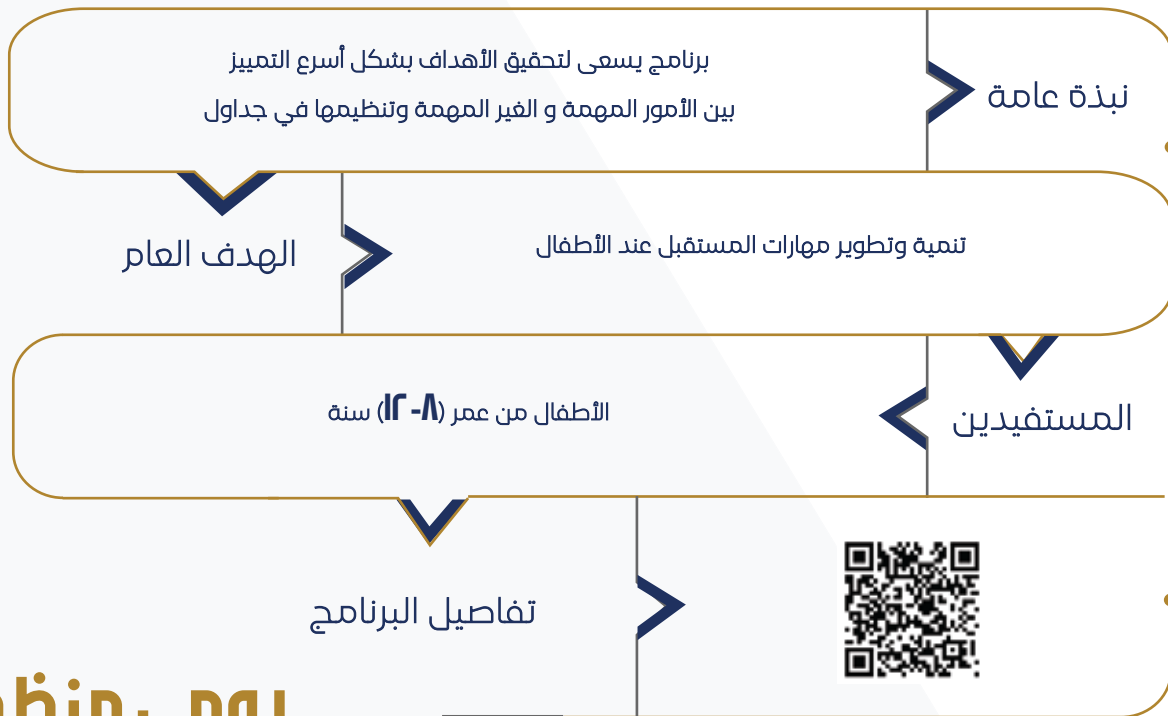 نبذة عامة
برنامج يسعى لتحقيق الأهداف بشكل أسرع التمييز
بين الأمور المهمة و الغير المهمة وتنظيمها في جداول
الهدف العام
تنمية وتطوير مهارات المستقبل عند الأطفال
المستفيدين
الأطفال من عمر (٨- ١٢) سنة
تفاصيل البرنامج